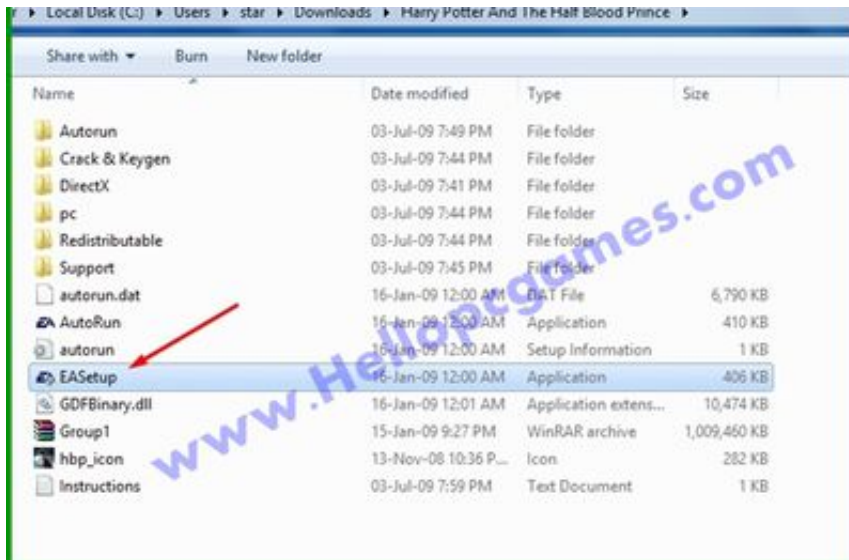 r ▸ Local Disk (C:) ▸ Users ▸ star ▸ Downloads ▸ Harry Potter And The Half Blood Prince ▸
Share with Burn New folder
Name Date modified Type Size
Autorun 03-Jul-09 7:49 PM File folder
Crack & Keygen 03-Jul-09 7:44 PM File folder
DirectX 03-Jul-09 7:41 PM File folder
pc 03-Jul-09 7:44 PM File folder
Redistributable 03-Jul-09 7:44 PM File folder
Support 03-Jul-09 7:45 PM File folder
autorun.dat 16-Jan-09 12:00 AM DAT File 6,790 KB
AutoRun 16-Jan-09 12:00 AM Application 410 KB
autorun 16-Jan-09 12:00 AM Setup Information 1 KB
EASetup 16-Jan-09 12:00 AM Application 406 KB
GDFBinary.dll 16-Jan-09 12:01 AM Application extens... 10,474 KB
Group1 15-Jan-09 9:27 PM WinRAR archive 1,009,460 KB
hbp_icon 13-Nov-08 10:36 P... Icon 282 KB
Instructions 03-Jul-09 7:59 PM Text Document 1 KB
www.Hellopcgames.com